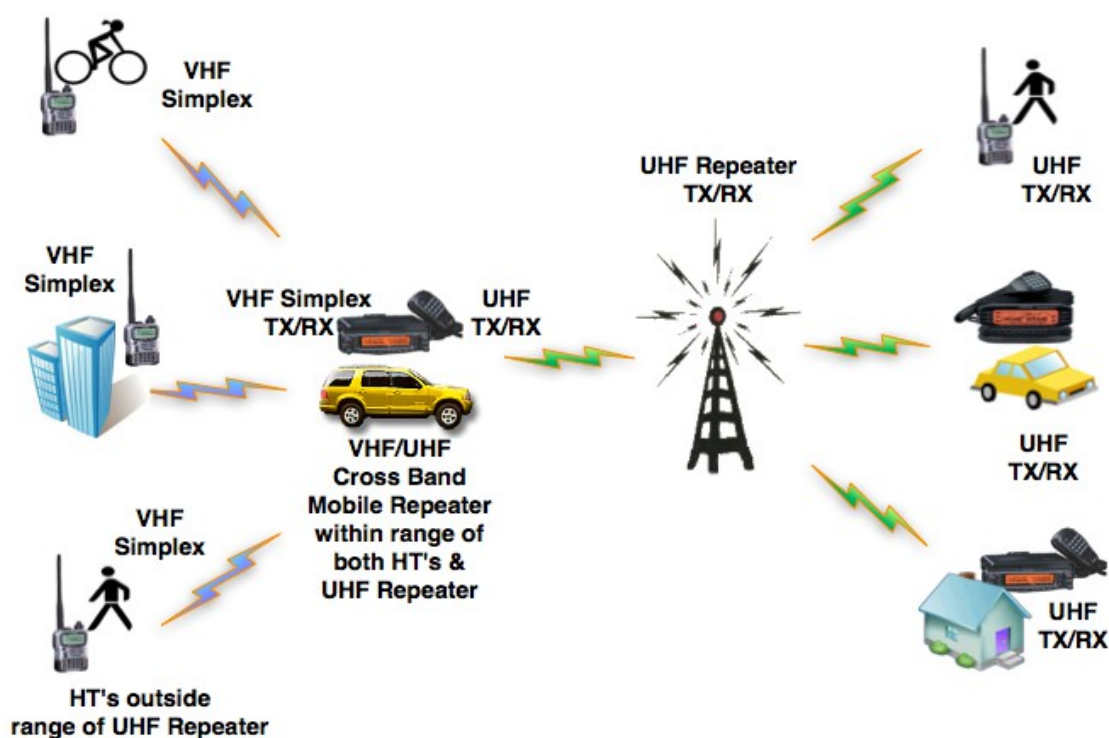 VHF
Simplex
VHF
Simplex
VHF Simplex
TX/RX
UHF
TX/RX
VHF/UHF
Cross Band
Mobile Repeater
within range of
both HT's &
UHF Repeater
VHF
Simplex
HT's outside
range of UHF Repeater
UHF Repeater
TX/RX
UHF
TX/RX
UHF
TX/RX
UHF
TX/RX